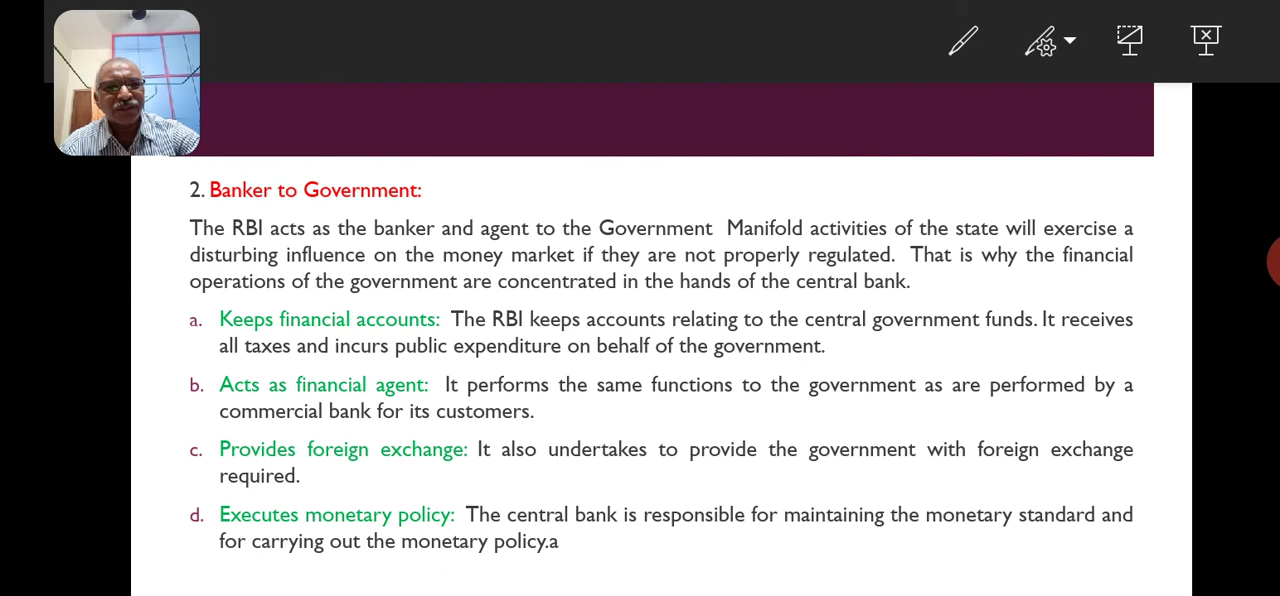 2. Banker to Government:
The RBI acts as the banker and agent to the Government Manifold activities of the state will exercise a
disturbing influence on the money market if they are not properly regulated. That is why the financial
operations of the government are concentrated in the hands of the central bank.
a. Keeps financial accounts: The RBI keeps accounts relating to the central government funds. It receives
all taxes and incurs public expenditure on behalf of the government.
b. Acts as financial agent: It performs the same functions to the government as are performed by a
commercial bank for its customers.
c. Provides foreign exchange: It also undertakes to provide the government with foreign exchange
required.
d. Executes monetary policy: The central bank is responsible for maintaining the monetary standard and
for carrying out the monetary policy.a